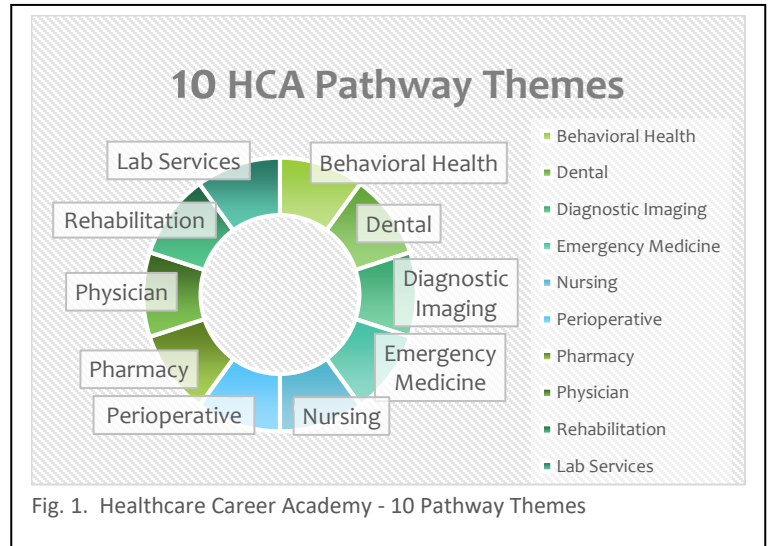 10 HCA Pathway Themes
Lab Services
Behavioral Health
Rehabilitation
Dental
Physician
Diagnostic
Imaging
Pharmacy
Emergency
Medicine
Perioperative
Nursing
Behavioral Health
Dental
Diagnostic Imaging
Emergency Medicine
Nursing
Perioperative
Pharmacy
Physician
Rehabilitation
Lab Services
Fig. 1. Healthcare Career Academy - 10 Pathway Themes